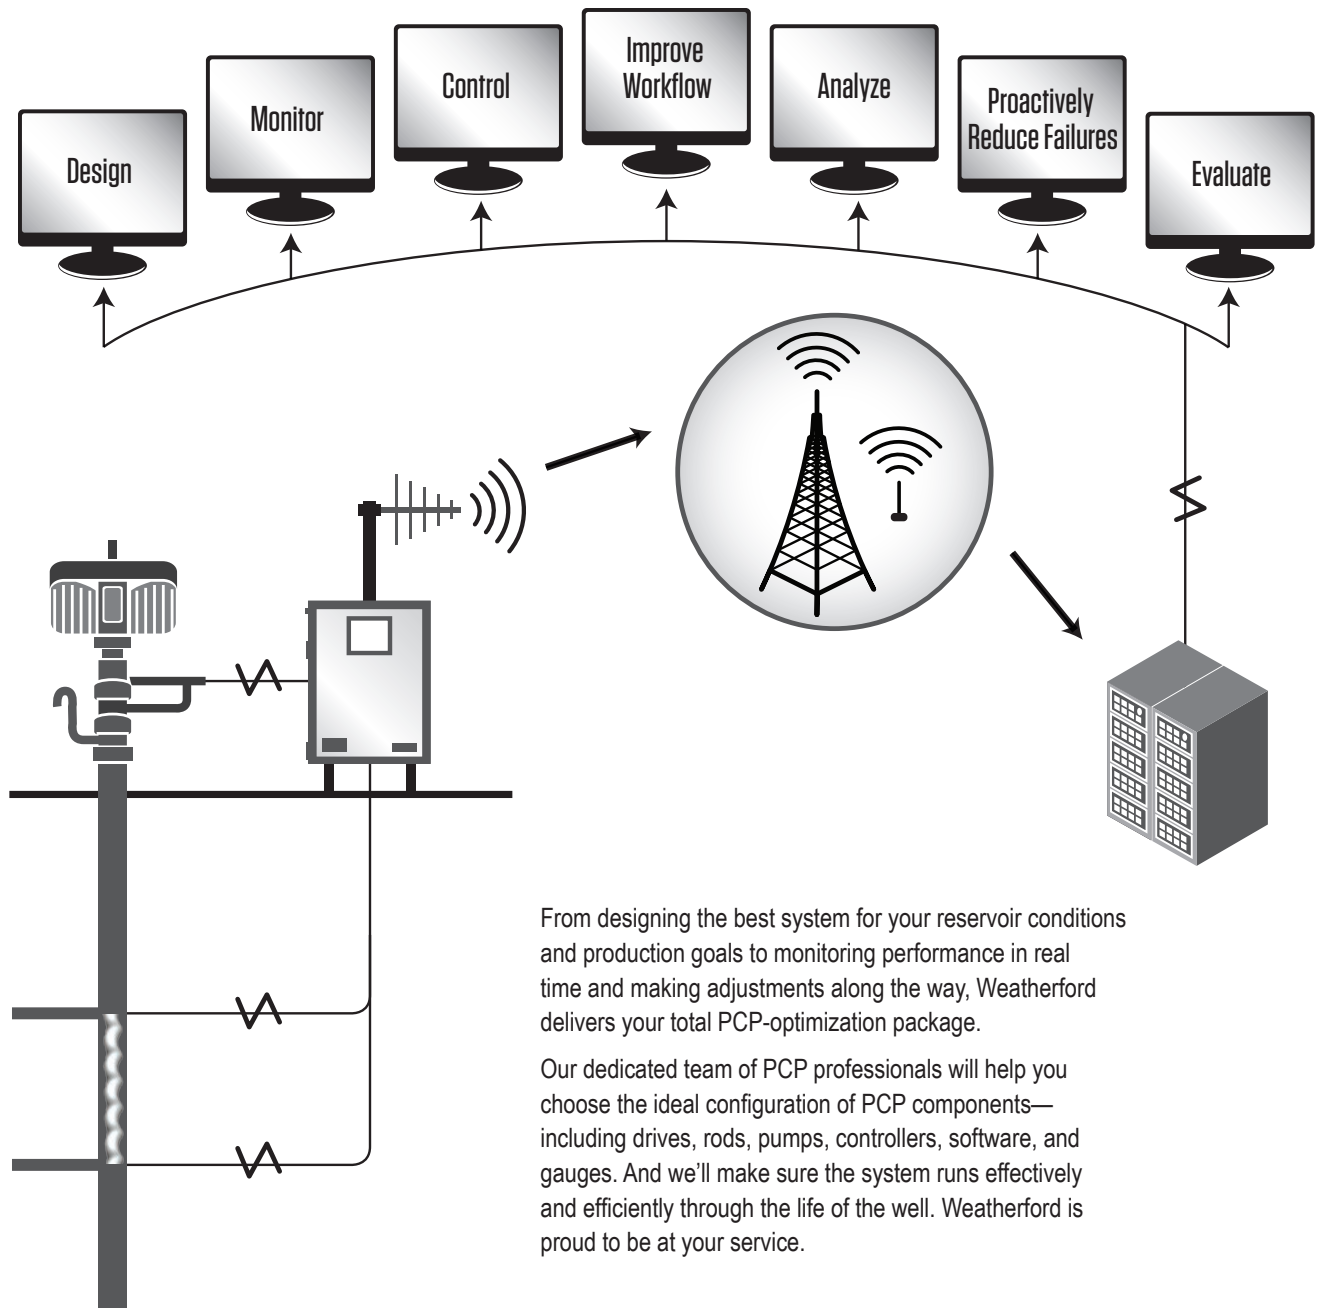 Design
Monitor
Control
Improve
Workflow
Analyze
Proactively
Reduce Failures
Evaluate
From designing the best system for your reservoir conditions
and production goals to monitoring performance in real
time and making adjustments along the way, Weatherford
delivers your total PCP-optimization package.
Our dedicated team of PCP professionals will help you
choose the ideal configuration of PCP components—
including drives, rods, pumps, controllers, software, and
gauges. And we’ll make sure the system runs effectively
and efficiently through the life of the well. Weatherford is
proud to be at your service.